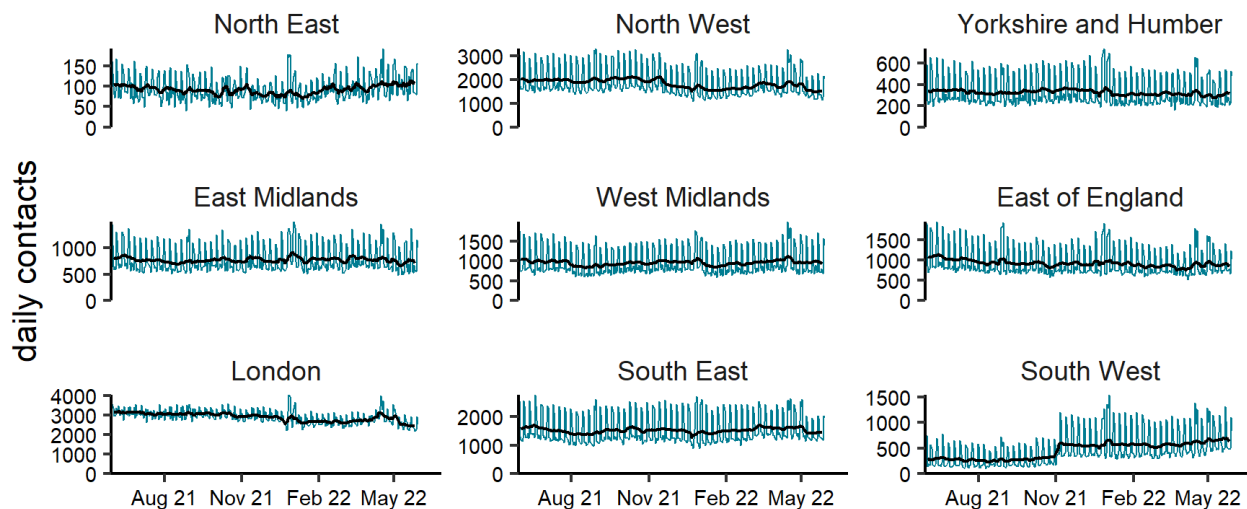 North East
North West
Yorkshire and Humber
150
100
50
0
3000
2000
1000
0
600
400
200
0
daily contacts
East Midlands
West Midlands
East of England
1000
500
0
1500
1000
500
0
1500
1000
500
0
London
South East
South West
4000
3000
2000
1000
0
2000
1000
0
1500
1000
500
0
Aug 21 Nov 21 Feb 22 May 22
Aug 21 Nov 21 Feb 22 May 22
Aug 21 Nov 21 Feb 22 May 22